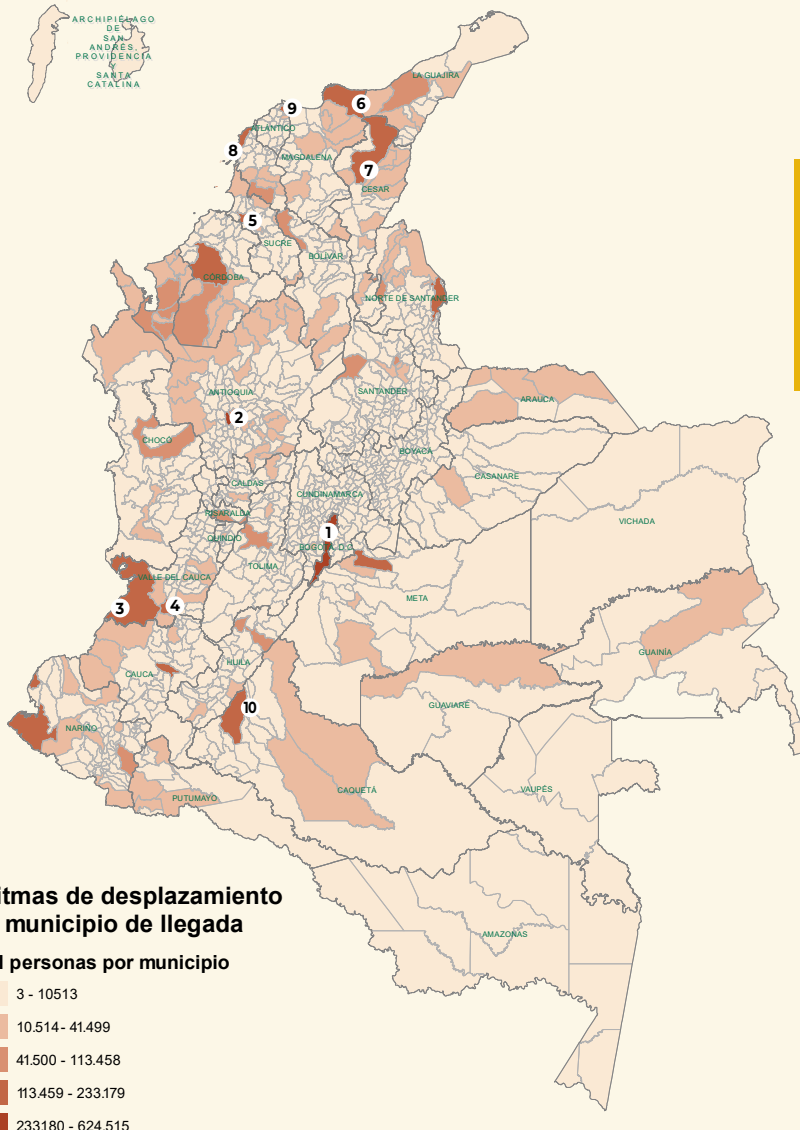 ARCHIPIÉLAGO
DE
SAN
ANDRÉS,
PROVIDENCIA
Y
SANTA
CATALINA
LA GUAJIRA
6
9
ATLÁNTICO
8
MAGDALENA
7
CESAR
5
SUCRE
BOLÍVAR
CÓRDOBA
NORTE DE SANTANDER
ANTIOQUIA
SANTANDER
ARAUCA
2
CHOCÓ
BOYACÁ
CASANARE
CALDAS
CUNDINAMARCA
RISARALDA
VICHADA
1
QUINDÍO
BOGOTÁ, D.C.
TOLIMA
VALLE DEL CAUCA
META
3
4
GUAINÍA
HUILA
CAUCA
10
GUAVIARE
NARIÑO
CAQUETÁ
VAUPÉS
PUTUMAYO
AMAZONAS
itmas de desplazamiento
municipio de llegada
l personas por municipio
3 - 10513
10.514 - 41.499
41.500 - 113.458
113.459 - 233.179
233180 - 624.515